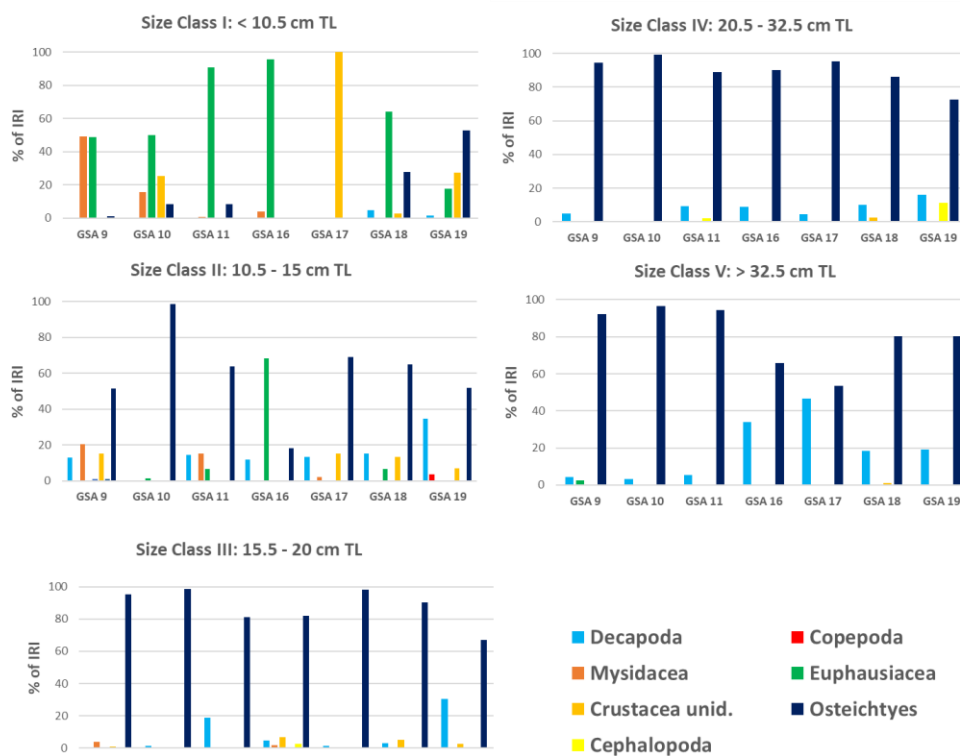 Size Class I: < 10.5 cm TL
% of IRI
100
80
60
40
20
0
GSA 9 GSA 10 GSA 11 GSA 16 GSA 17 GSA 18 GSA 19
Size Class IV: 20.5 - 32.5 cm TL
% of IRI
100
80
60
40
20
0
GSA 9 GSA 10 GSA 11 GSA 16 GSA 17 GSA 18 GSA 19
Size Class II: 10.5 - 15 cm TL
% of IRI
100
80
60
40
20
0
GSA 9 GSA 10 GSA 11 GSA 16 GSA 17 GSA 18 GSA 19
Size Class V: > 32.5 cm TL
% of IRI
100
80
60
40
20
0
GSA 9 GSA 10 GSA 11 GSA 16 GSA 17 GSA 18 GSA 19
Size Class III: 15.5 - 20 cm TL
% of IRI
100
80
60
40
20
0
Decapoda Copepoda
Mysidacea Euphausiacea
Crustacea unid. Osteichtyes
Cephalopoda